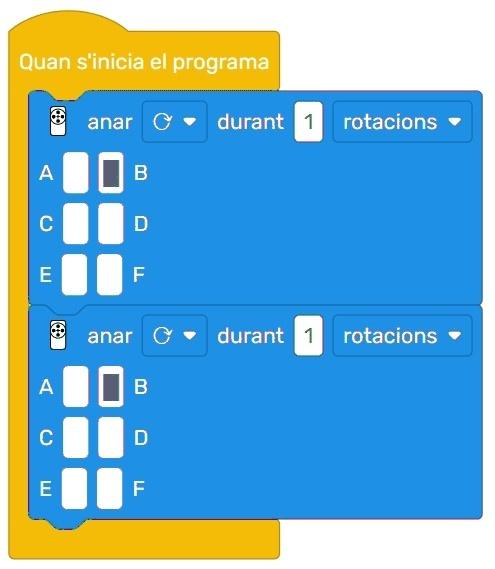 Quan s'inicia el programa
anar durant 1 rotacions
A B
C D
E F
anar durant 1 rotacions
A B
C D
E F